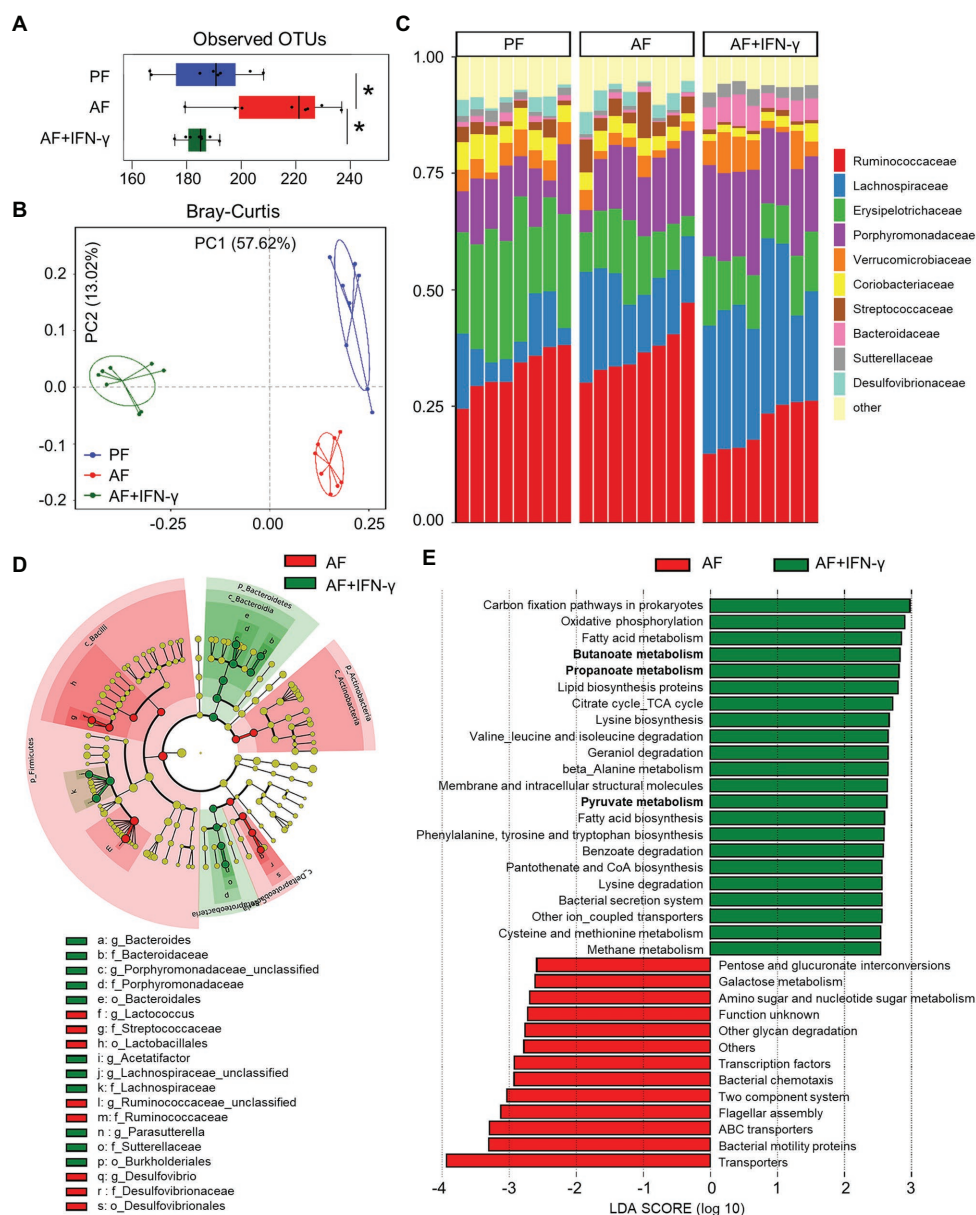 A
Observed OTUs
PF
AF
AF+IFN-γ
*
*
160 180 200 220 240
B
Bray-Curtis
PC1 (57.62%)
PC2 (13.02%)
0.2
0.1
0.0
-0.1
-0.2
PF
AF
AF+IFN-γ
-0.25 0.00 0.25
C
PF AF AF+IFN-γ
1.00
0.75
0.50
0.25
0.00
Ruminococcaceae
Lachnospiraceae
Erysipelotrichaceae
Porphyromonadaceae
Verrucomicrobiaceae
Coriobacteriaceae
Streptococcaceae
Bacteroidaceae
Sutterellaceae
Desulfovibrionaceae
other
D
AF
AF+IFN-γ
p_Bacteroidetes
c_Bacteroidia
c_Bacilli
p_Actinobacteria
c_Actinobacteria
p_Firmicutes
c_Deltaproteobacteria
e
d
b
h
g
k
m
q
r
s
n
o
p
a: g_Bacteroides
b: f_Bacteroidaceae
c: g_Porphyromonadaceae_unclassified
d: f_Porphyromonadaceae
e: o_Bacteroidales
f : g_Lactococcus
g: f_Streptococcaceae
h: o_Lactobacillales
i: g_Acetatifactor
j: g_Lachnospiraceae_unclassified
k: f_Lachnospiraceae
l: g_Ruminococcaceae_unclassified
m: f_Ruminococcaceae
n : g_Parasutterella
o: f_Sutterellaceae
p: o_Burkholderiales
q: g_Desulfovibrio
r : f_Desulfovibrionaceae
s: o_Desulfovibrionales
E
AF AF+IFN-γ
Carbon fixation pathways in prokaryotes
Oxidative phosphorylation
Fatty acid metabolism
Butanoate metabolism
Propanoate metabolism
Lipid biosynthesis proteins
Citrate cycle_TCA cycle
Lysine biosynthesis
Valine_leucine and isoleucine degradation
Geraniol degradation
beta_Alanine metabolism
Membrane and intracellular structural molecules
Pyruvate metabolism
Fatty acid biosynthesis
Phenylalanine, tyrosine and tryptophan biosynthesis
Benzoate degradation
Pantothenate and CoA biosynthesis
Lysine degradation
Bacterial secretion system
Other ion_coupled transporters
Cysteine and methionine metabolism
Methane metabolism
Pentose and glucuronate interconversions
Galactose metabolism
Amino sugar and nucleotide sugar metabolism
Function unknown
Other glycan degradation
Others
Transcription factors
Bacterial chemotaxis
Two component system
Flagellar assembly
ABC transporters
Bacterial motility proteins
Transporters
-4 -3 -2 -1 0 1 2 3
LDA SCORE (log 10)